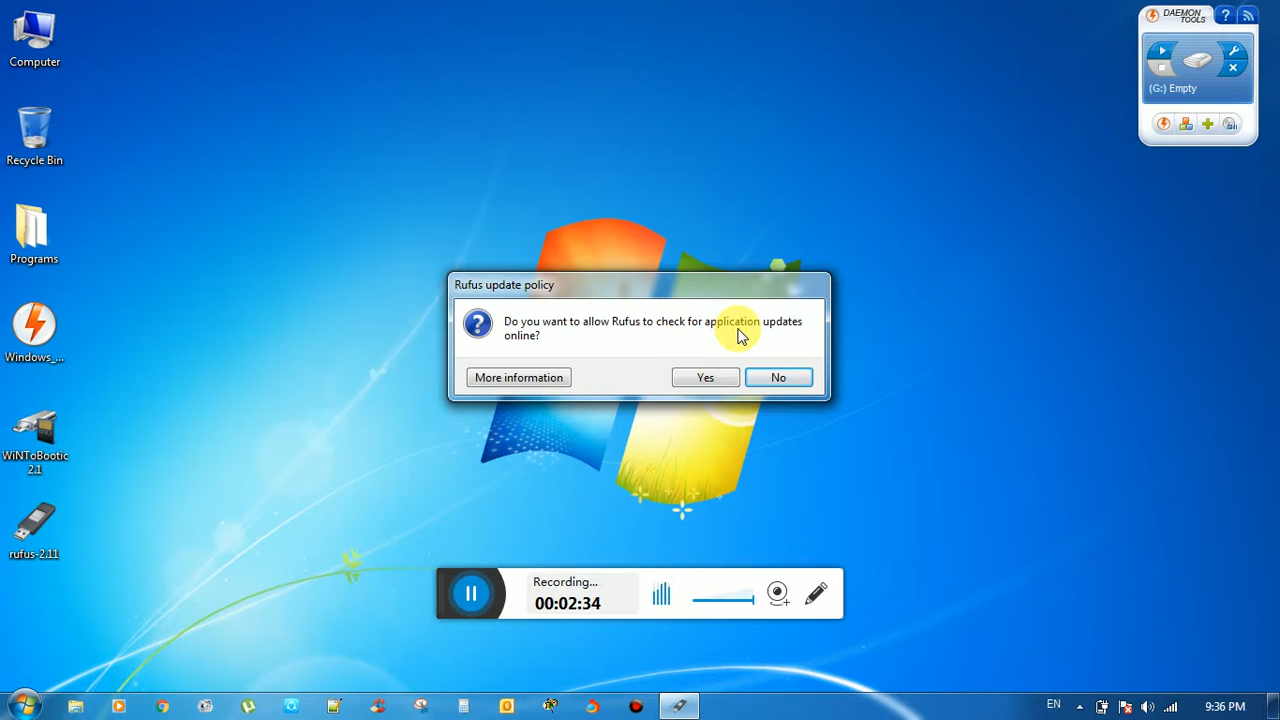 Computer
Recycle Bin
Programs
Windows_...
WiNToBootic
2.1
rufus-2.11
DAEMON
TOOLS
?
(G:) Empty
Rufus update policy
Do you want to allow Rufus to check for application updates
online?
More information
Yes
No
Recording...
00:02:34
EN
9:36 PM